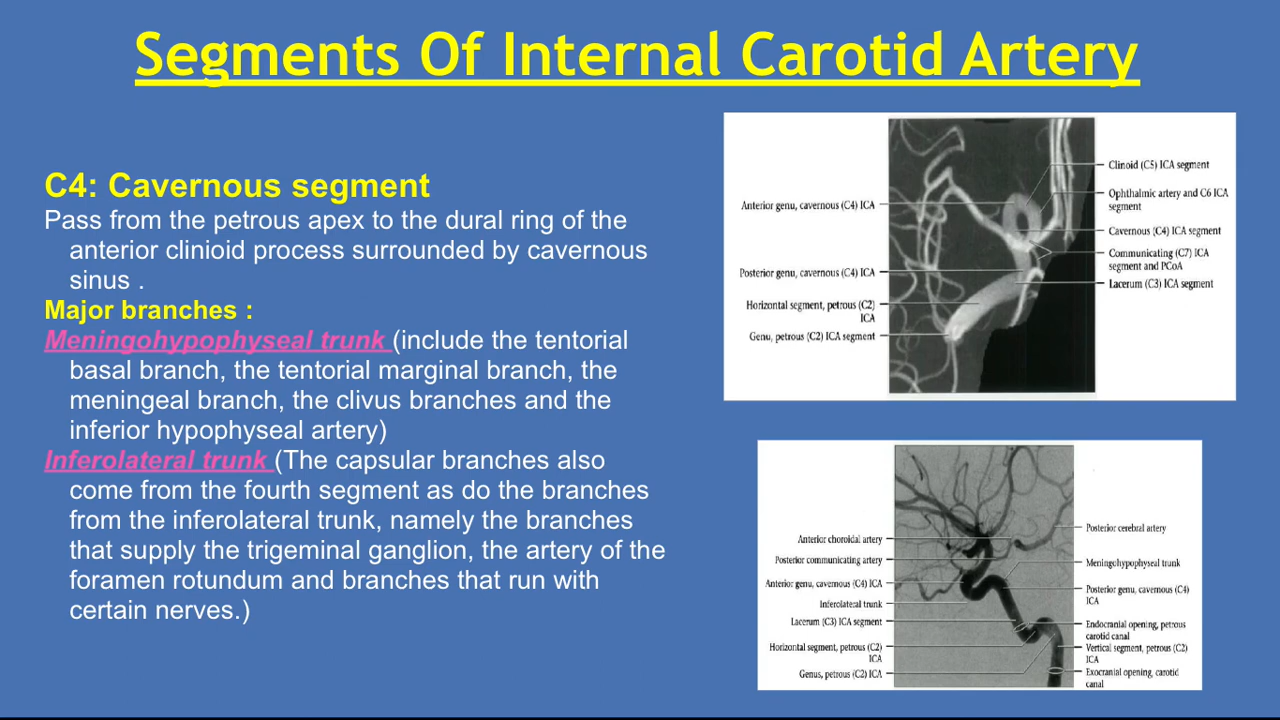 Segments Of Internal Carotid Artery
C4: Cavernous segment
Pass from the petrous apex to the dural ring of the
anterior clinioid process surrounded by cavernous
sinus .
Major branches :
Meningohypophyseal trunk (include the tentorial
basal branch, the tentorial marginal branch, the
meningeal branch, the clivus branches and the
inferior hypophyseal artery)
Inferolateral trunk (The capsular branches also
come from the fourth segment as do the branches
from the inferolateral trunk, namely the branches
that supply the trigeminal ganglion, the artery of the
foramen rotundum and branches that run with
certain nerves.)
Anterior genu, cavernous (C4) ICA
Posterior genu, cavernous (C4) ICA
Horizontal segment, petrous (C2)
ICA
Genu, petrous (C2) ICA segment
Clinoid (C5) ICA segment
Ophthalmic artery and C6 ICA
segment
Cavernous (C4) ICA segment
Communicating (C7) ICA
segment and PCoA
Lacerum (C3) ICA segment
Anterior choroidal artery
Posterior communicating artery
Anterior genu, cavernous (C4) ICA
Inferolateral trunk
Lacerum (C3) ICA segment
Horizontal segment, petrous (C2)
ICA
Genus, petrous (C2) ICA
Posterior cerebral artery
Meningohypophyseal trunk
Posterior genu, cavernous (C4)
ICA
Endocranial opening, petrous
carotid canal
Vertical segment, petrous (C2)
ICA
Exocranial opening, carotid
canal